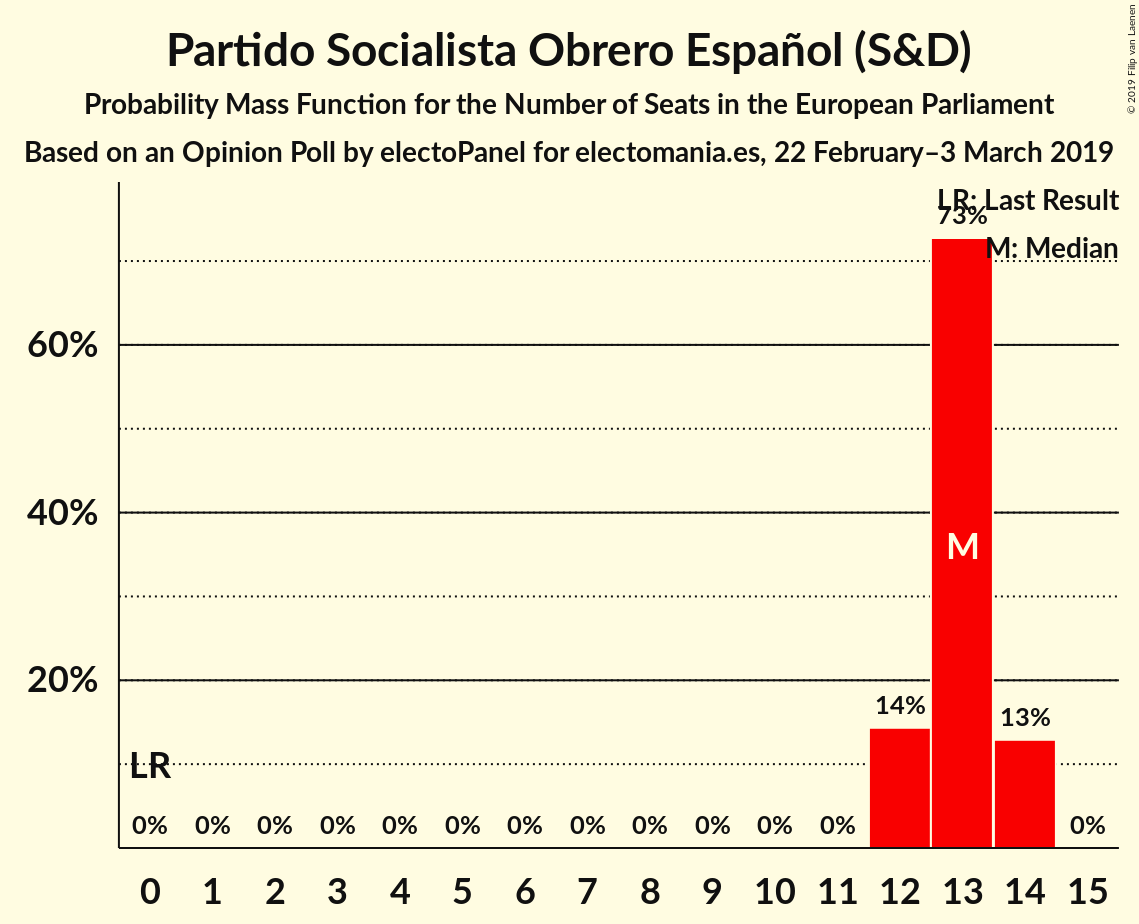 Partido Socialista Obrero Español (S&D)
Probability Mass Function for the Number of Seats in the European Parliament
Based on an Opinion Poll by electoPanel for electomania.es, 22 February–3 March 2019
© 2019 Filip van Laenen
LR: Last Result
M: Median
73%
60%
40%
M
20%
14%
13%
LR
0% 0% 0% 0% 0% 0% 0% 0% 0% 0% 0% 0% 0%
0 1 2 3 4 5 6 7 8 9 10 11 12 13 14 15